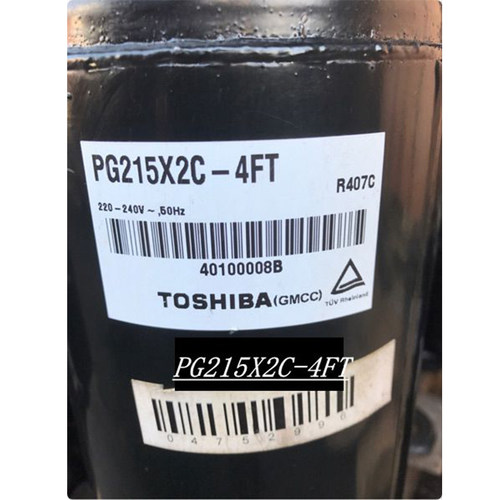 PG215X2C-4FT
R407C
220-240V~,50Hz
40100008B
TOSHIBA(GMCC)
TÜV Rheinland
PG215X2C-4FT